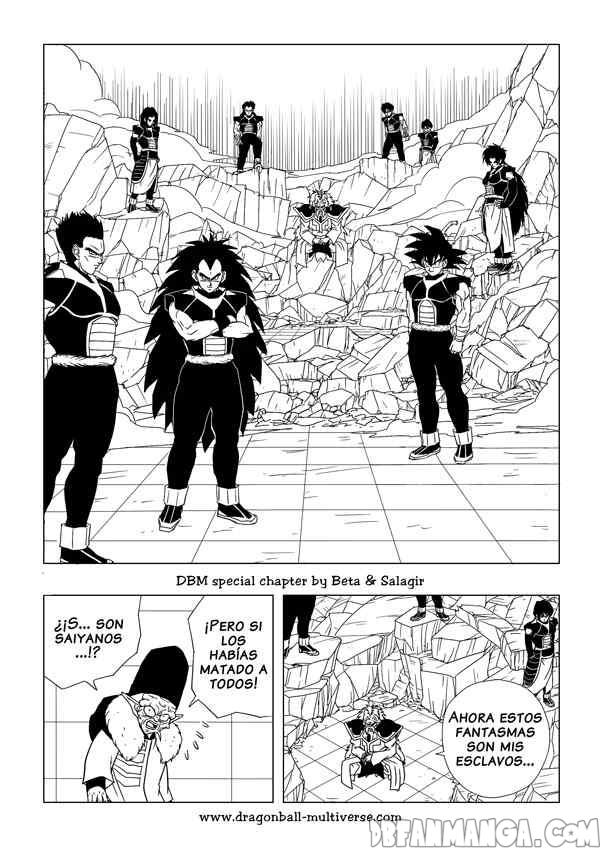 DBM special chapter by Beta & Salagir
¿¡S... son
saiyanos
...!?
¡Pero si
los
habías
matado a
todos!
Ahora estos
fantasmas
son mis
esclavos...
www.dragonball-multiverse.com
DBFANMANGA.COM